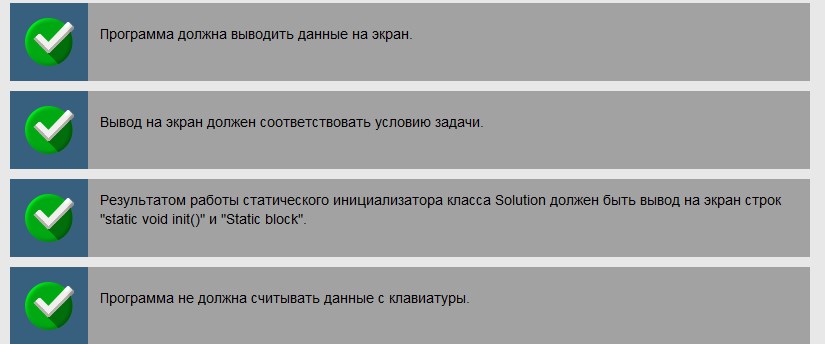 Программа должна выводить данные на экран.
Вывод на экран должен соответствовать условию задачи.
Результатом работы статического инициализатора класса Solution должен быть вывод на экран строк
"static void init()" и "Static block".
Программа не должна считывать данные с клавиатуры.